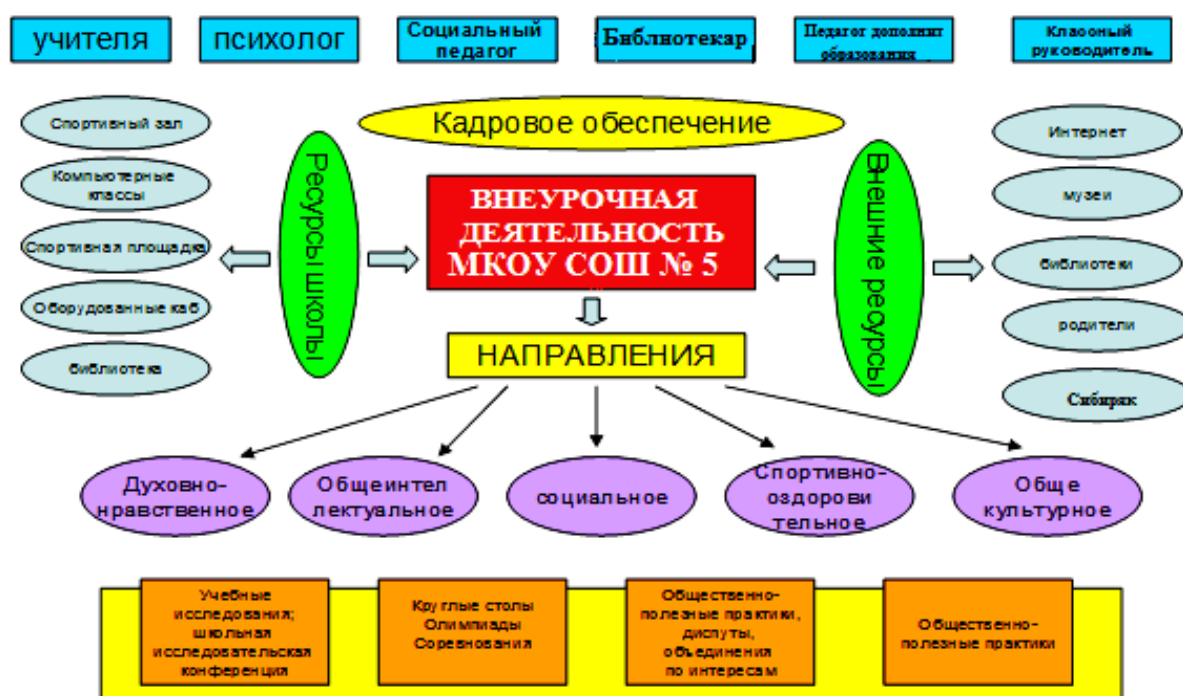 учителя
психолог
Социальный
педагог
Библиотекар
Педагог дополнит
образования
Классный
руководитель
Кадровое обеспечение
Спортивный зал
Компьютерные
классы
Спортивная площадка
Оборудованные каб
библиотека
Ресурсы школы
ВНЕУРОЧНАЯ
ДЕЯТЕЛЬНОСТЬ
МКОУ СОШ № 5
Внешние ресурсы
Интернет
музеи
библиотеки
родители
Сибиряк
НАПРАВЛЕНИЯ
Духовно-
нравственное
Общеинтел
лектуальное
социальное
Спортивно-
оздорови
тельное
Обще
культурное
Учебные
исследования;
школьная
исследовательская
конференция
Круглые столы
Олимпиады
Соревнования
Общественно-
полезные практики,
диспуты,
объединения
по интересам
Общественно-
полезные практики